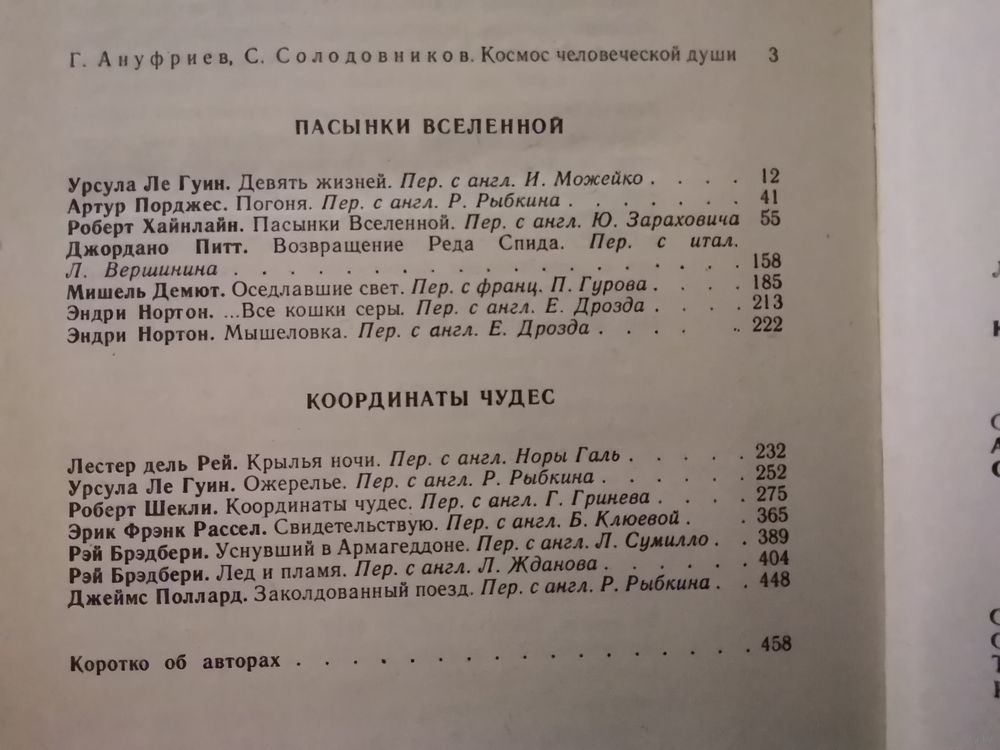 Г. Ануфриев, С. Солодовников. Космос человеческой души 3
ПАСЫНКИ ВСЕЛЕННОЙ
Урсула Ле Гуин. Девять жизней. Пер. с англ. И. Можейко . . . . 12
Артур Порджес. Погоня. Пер. с англ. Р. Рыбкина . . . . . . . 41
Роберт Хайнлайн. Пасынки Вселенной. Пер. с англ. Ю. Зараховича 55
Джордано Питт. Возвращение Реда Спида. Пер. с итал.
Л. Вершинина . . . . . . . . . . . . . . . . . . . 158
Мишель Демют. Оседлавшие свет. Пер. с франц. П. Гурова . . . . 185
Эндри Нортон. ...Все кошки серы. Пер. с англ. Е. Дрозда . . . . 213
Эндри Нортон. Мышеловка. Пер. с англ. Е. Дрозда . . . . .. 222
КООРДИНАТЫ ЧУДЕС
Лестер дель Рей. Крылья ночи. Пер. с англ. Норы Галь . . . . . 232
Урсула Ле Гуин. Ожерелье. Пер. с англ. Р. Рыбкина . . . . . . 252
Роберт Шекли. Координаты чудес. Пер. с англ. Г. Гринева . . . . 275
Эрик Фрэнк Рассел. Свидетельствую. Пер. с англ. Б. Клюевой . . 365
Рэй Брэдбери. Уснувший в Армагеддоне. Пер. с англ. Л. Сумилло . . 389
Рэй Брэдбери. Лед и пламя. Пер. с англ. Л. Жданова . . . . . . 404
Джеймс Поллард. Заколдованный поезд. Пер. с англ. Р. Рыбкина . . 448
Коротко об авторах . . . . . . . . . . . . . . . . . 458